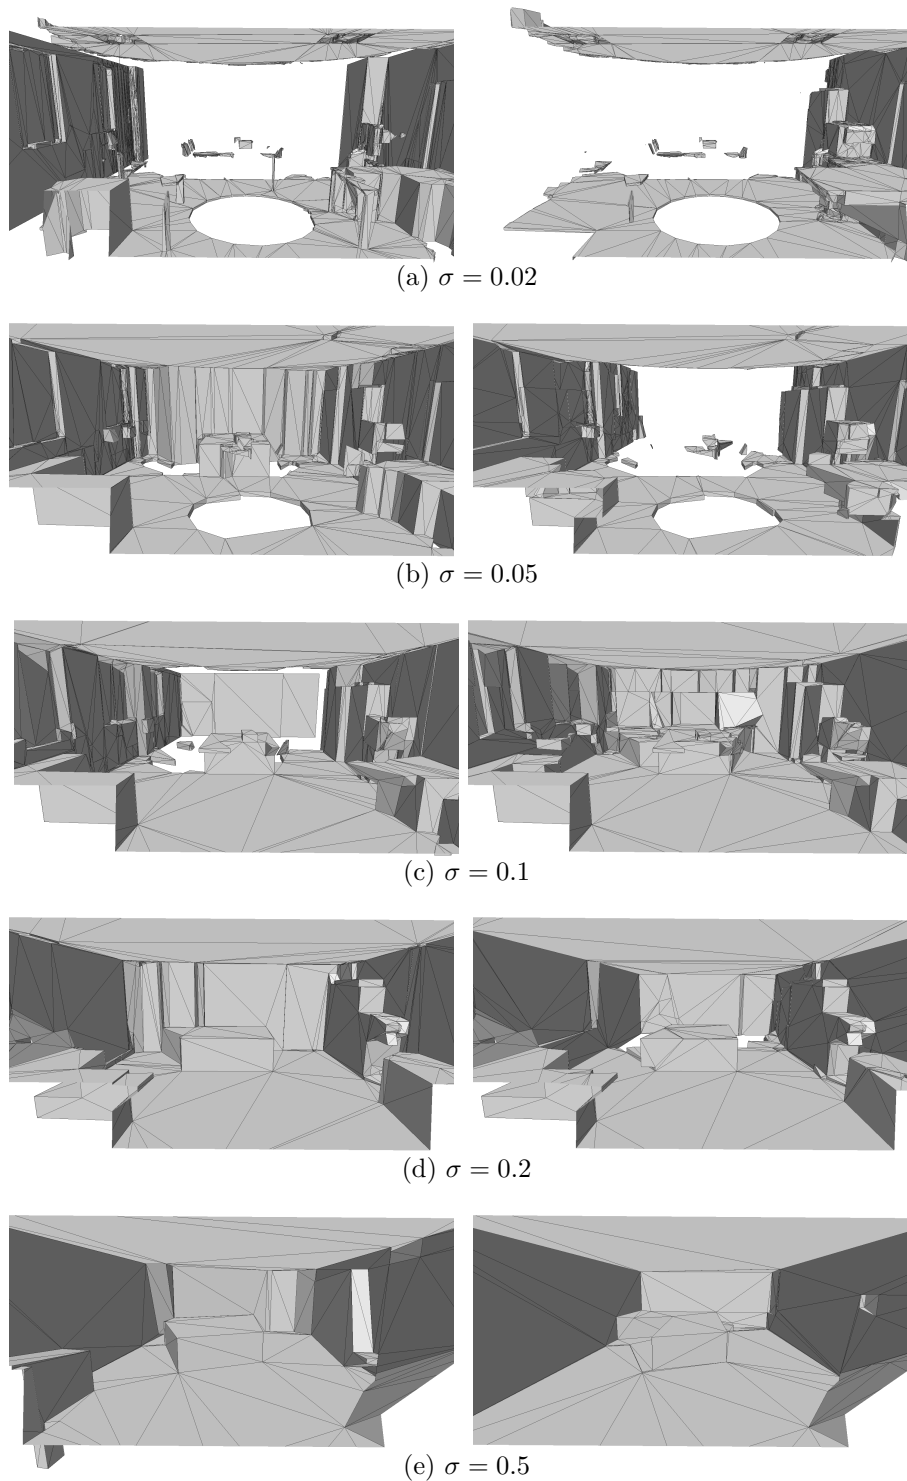 (a) σ = 0.02
(b) σ = 0.05
(c) σ = 0.1
(d) σ = 0.2
(e) σ = 0.5